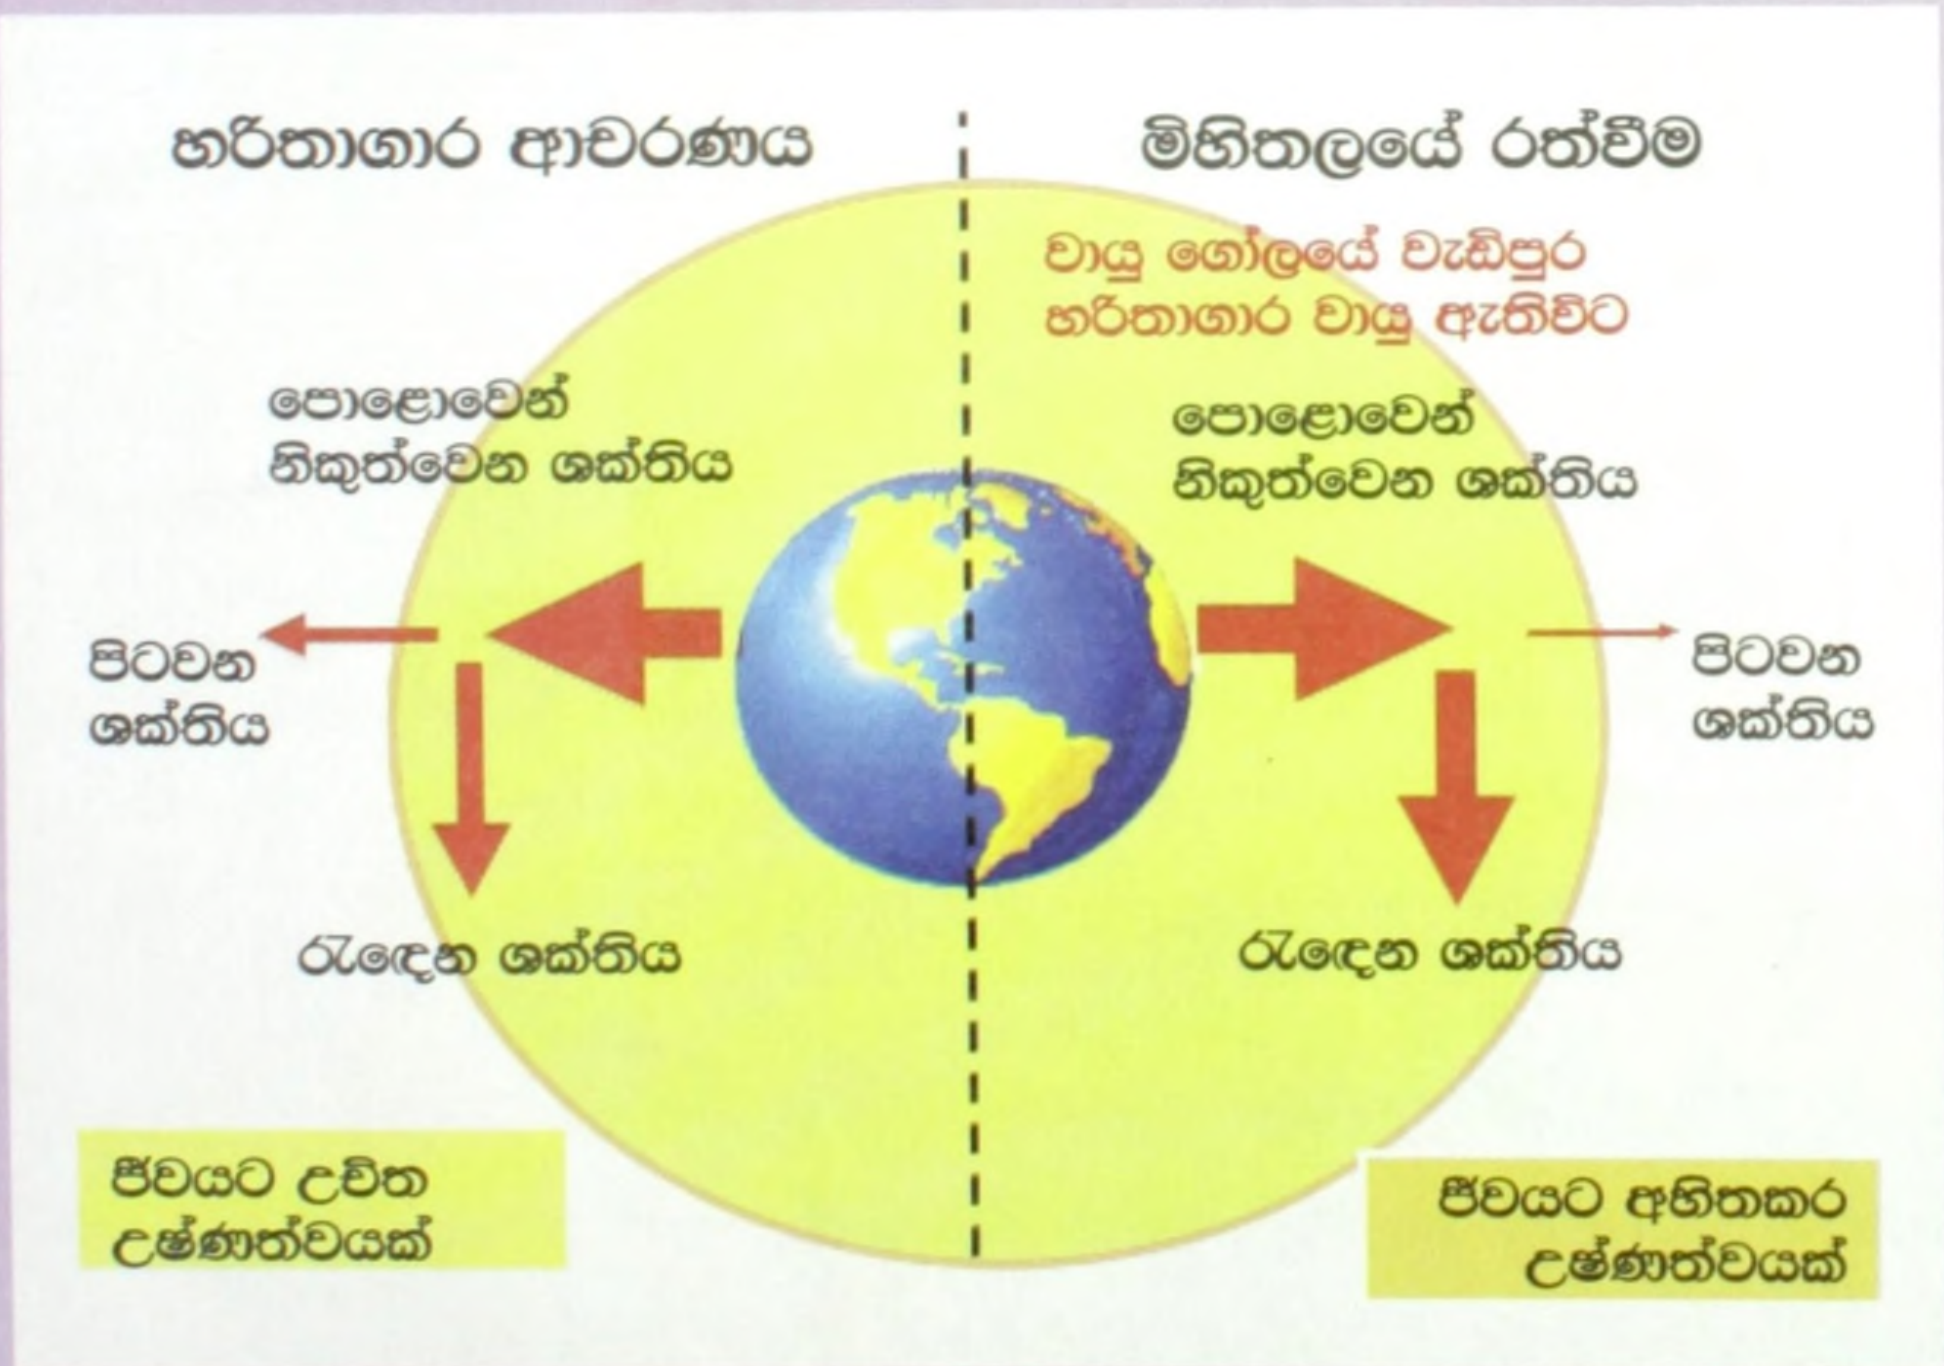 හරිතාගාර ආචරණය
පොළොවෙන්
නිකුත්වෙන ශක්තිය
පිටවන
ශක්තිය
රැඳෙන ශක්තිය
ජීවයට උචිත
උෂ්ණත්වයක්
මිහිතලයේ රත්වීම
වායු ගෝලයේ වැඩිපුර
හරිතාගාර වායු ඇතිවිට
පොළොවෙන්
නිකුත්වෙන ශක්තිය
පිටවන
ශක්තිය
රැඳෙන ශක්තිය
ජීවයට අහිතකර
උෂ්ණත්වයක්